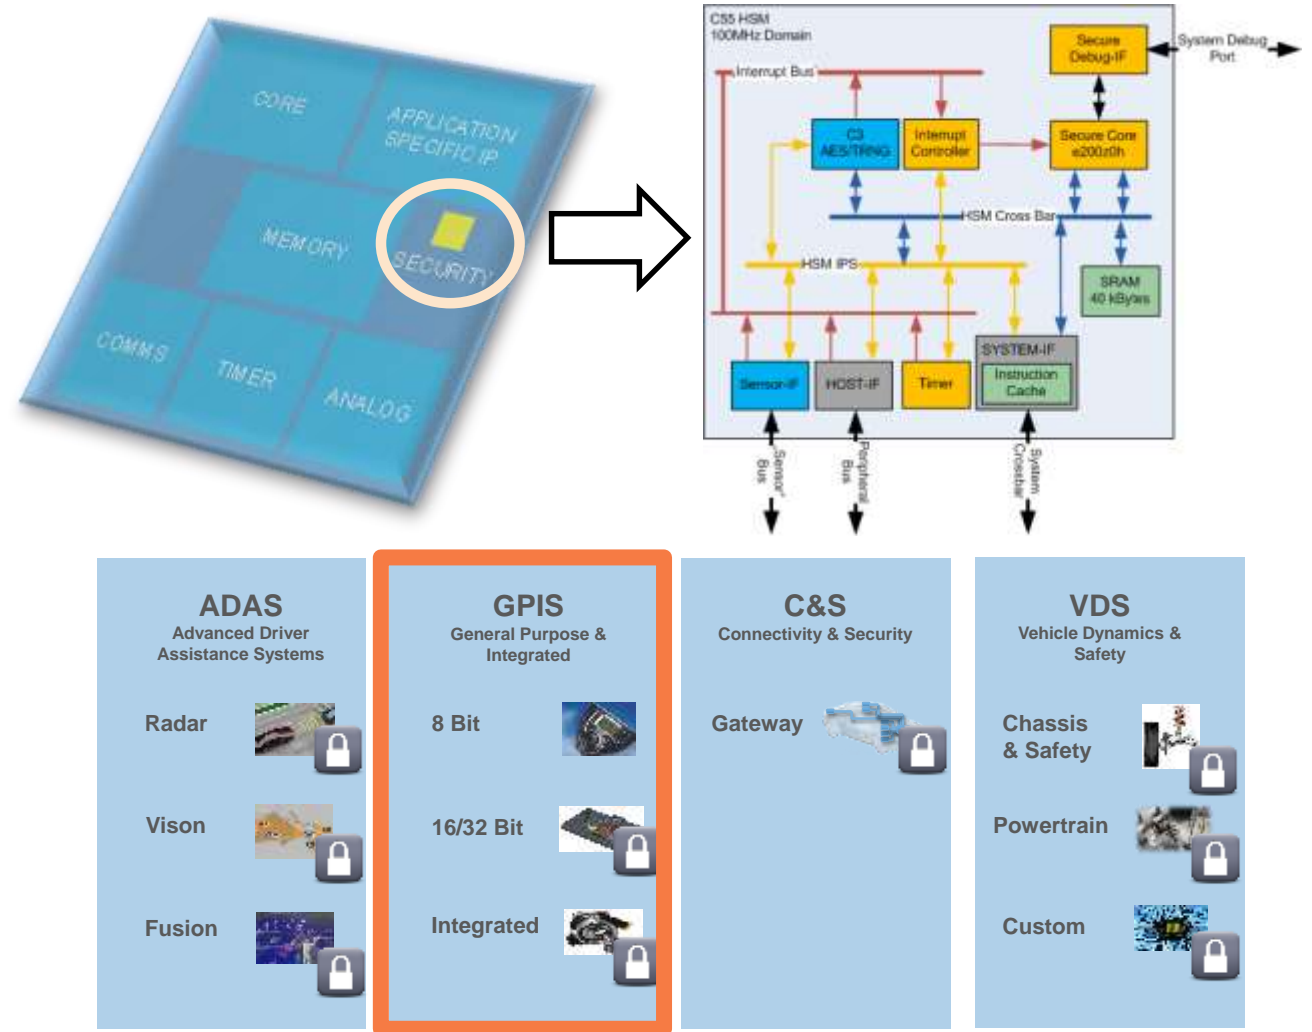 CORE
APPLICATION
SPECIFIC IP
MEMORY
SECURITY
COMMS
TIMER
ANALOG
C55 HSM
100MHz Domain
Secure
Debug-IF
System Debug
Port
Interrupt Bus
C3
AES/TRNG
Interrupt
Controller
Secure Core
e200z0h
HSM Cross Bar
HSM IPS
SRAM
40 kBytes
SYSTEM-IF
Instruction
Cache
Sensor-IF
HOST-IF
Timer
Sensor
Bus
Peripheral
Bus
System
Crossbar
ADAS
Advanced Driver
Assistance Systems
Radar
Vison
Fusion
GPIS
General Purpose &
Integrated
8 Bit
16/32 Bit
Integrated
C&S
Connectivity & Security
Gateway
VDS
Vehicle Dynamics &
Safety
Chassis
& Safety
Powertrain
Custom